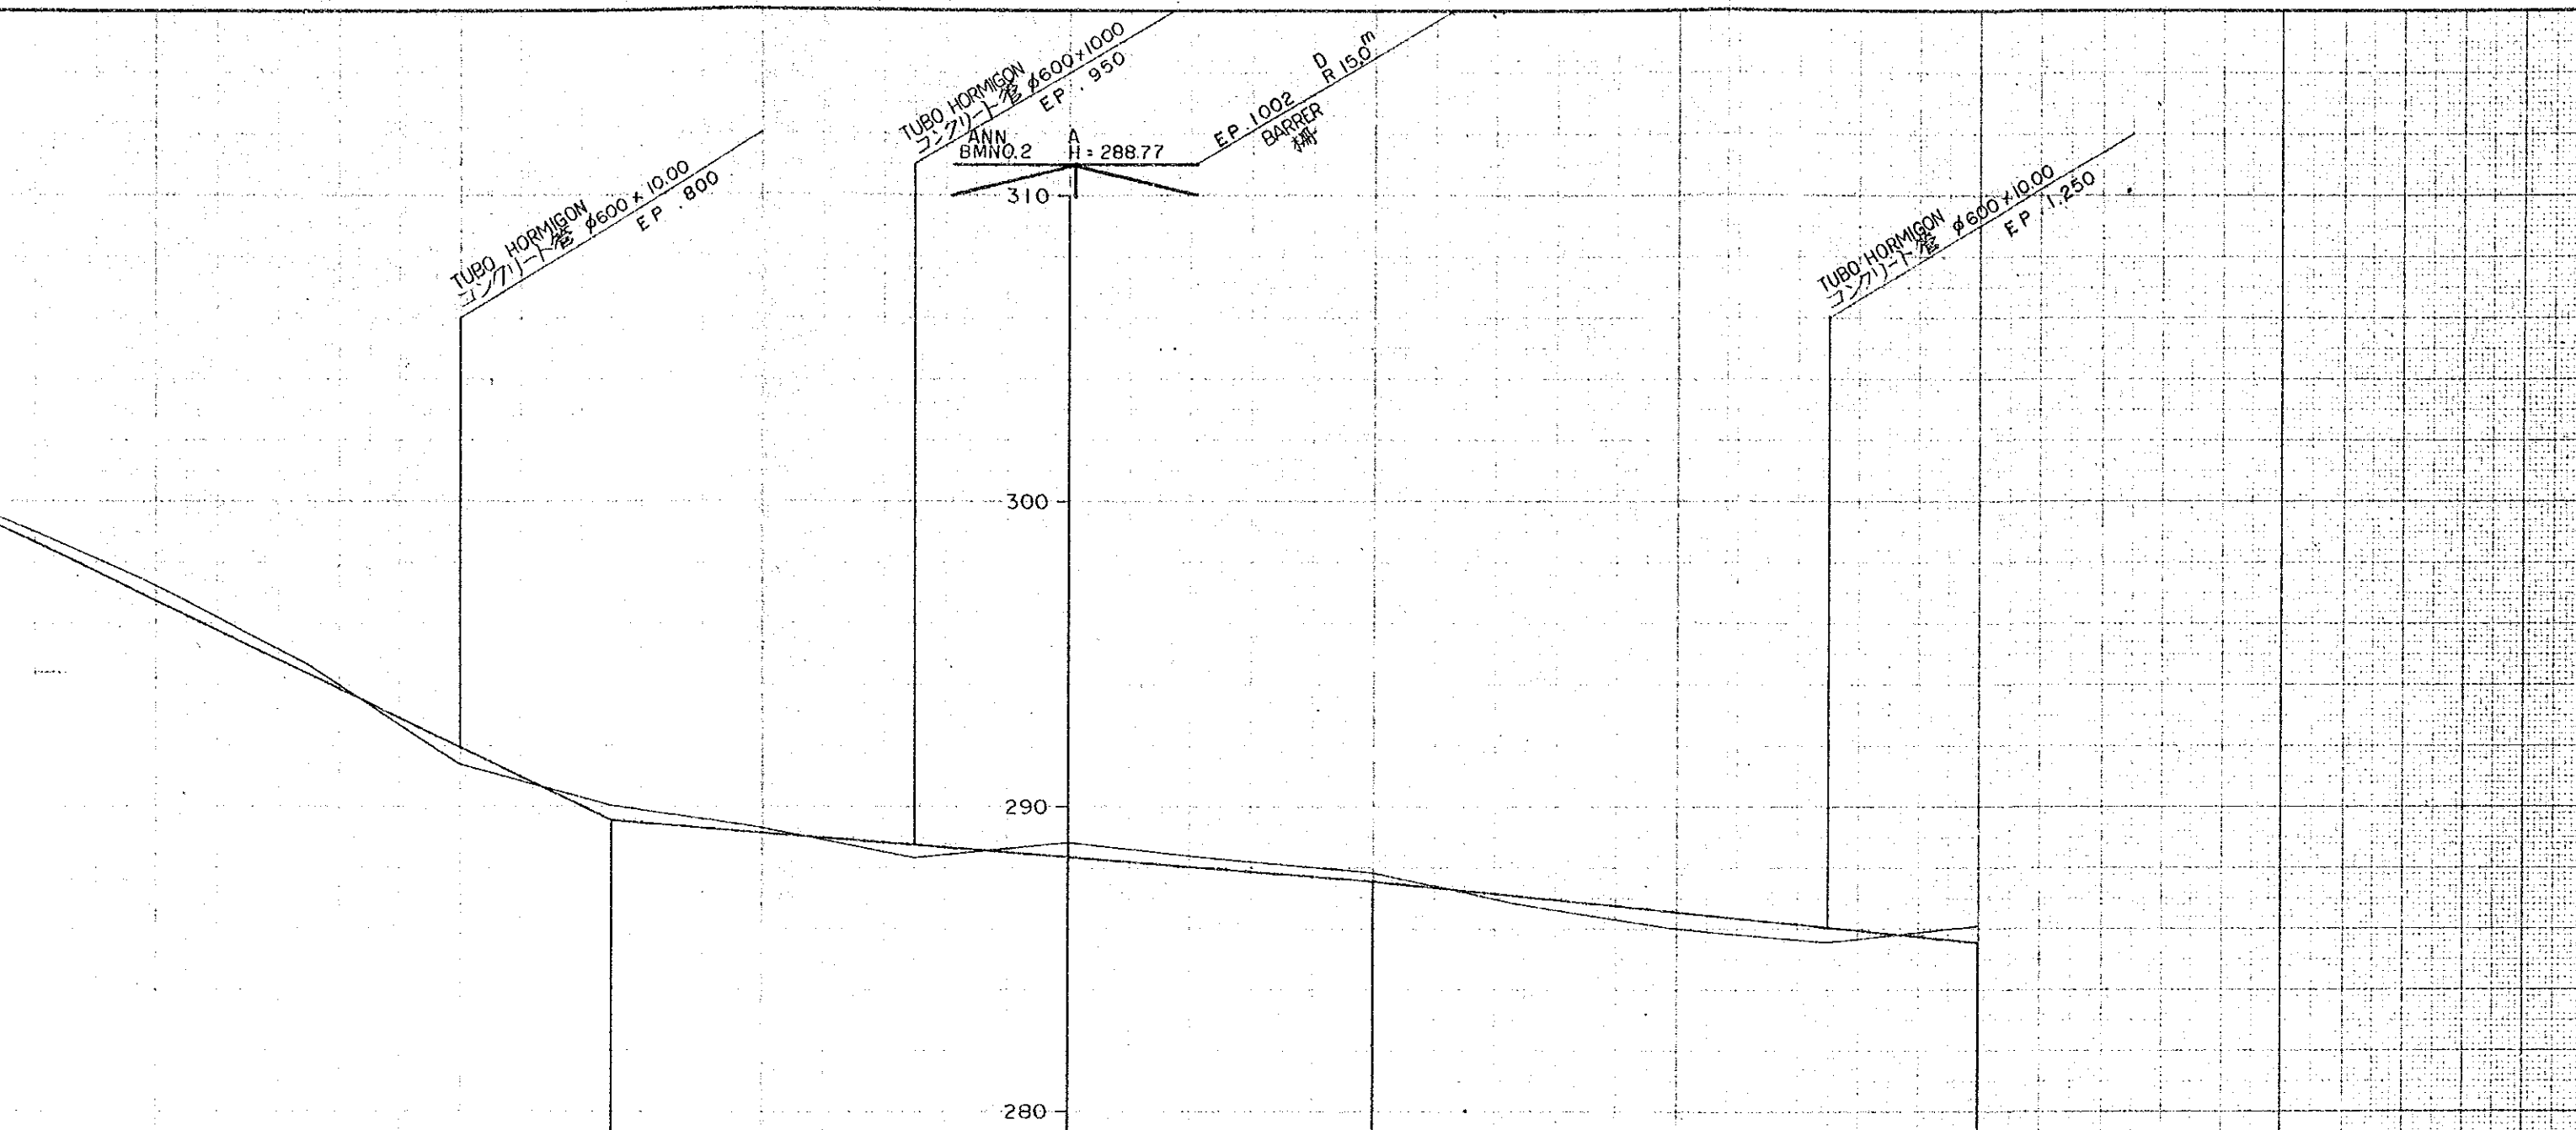 TUBO HORMIGON
コンクリート管 φ600×1000
EP .950
EP 1002 D R 15.0m
BARRER
柵
ANN A
BMNO.2 H=288.77
TUBO HORMIGON
コンクリート管 φ600×10.00
EP .800
TUBO HORMIGON
コンクリート管 φ600×10.00
EP 1.250
310
300
290
280